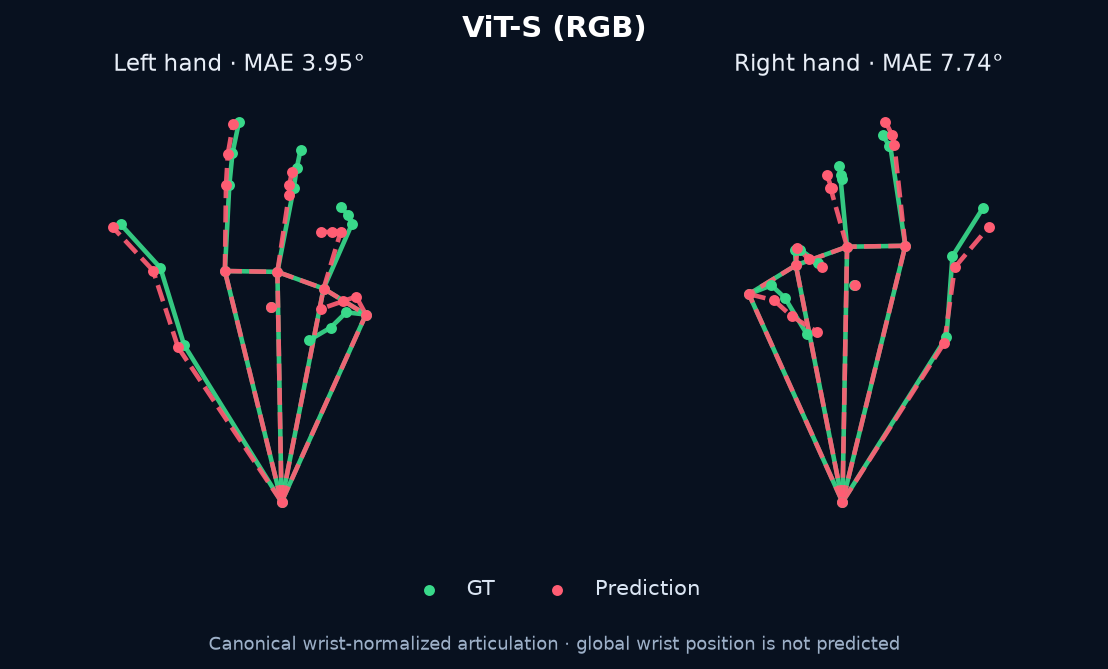 ViT-S (RGB)
Left hand · MAE 3.95°
Right hand · MAE 7.74°
GT
Prediction
Canonical wrist-normalized articulation · global wrist position is not predicted